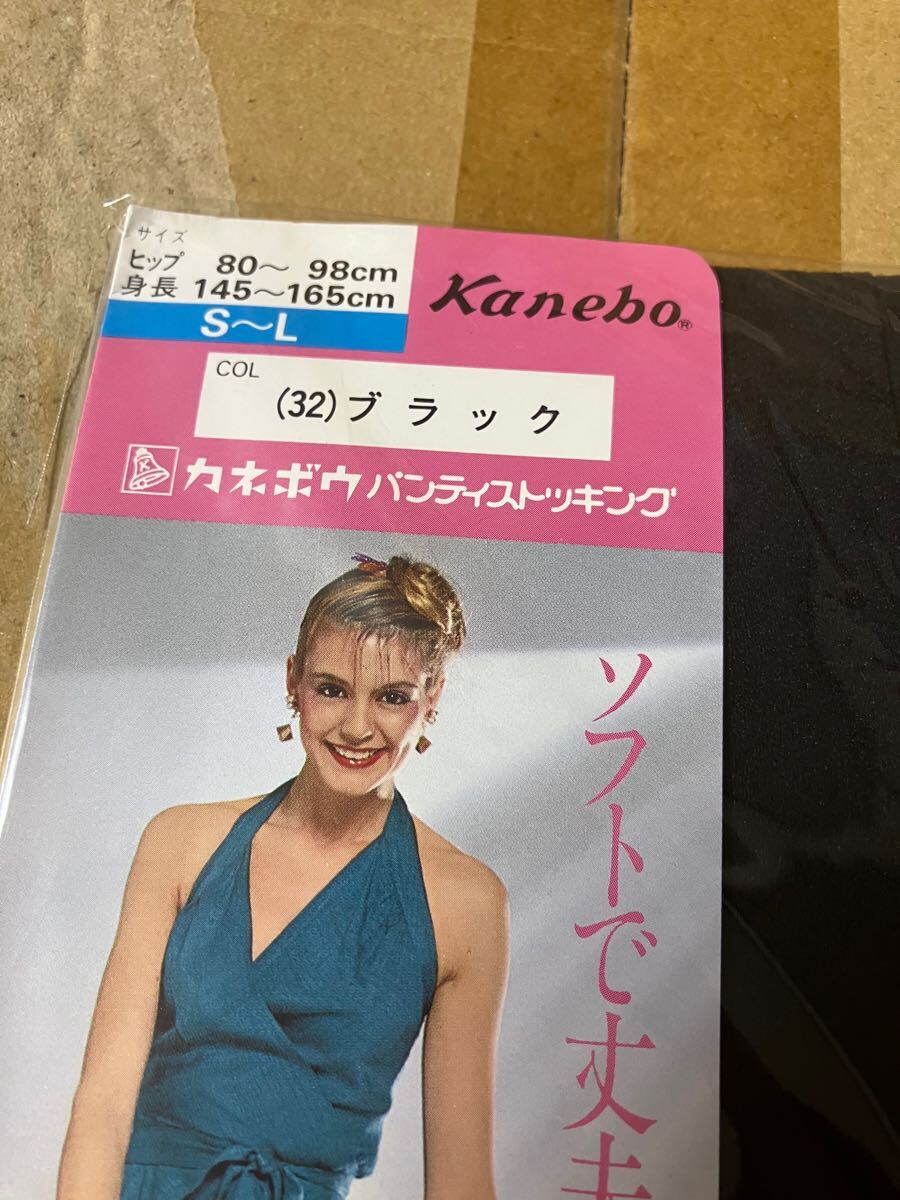 サイズ
ヒップ 80～ 98cm
身長 145～165cm
S～L
Kanebo®
COL
(32)ブラック
K
カネボウパンティストッキング
ソフトで丈夫